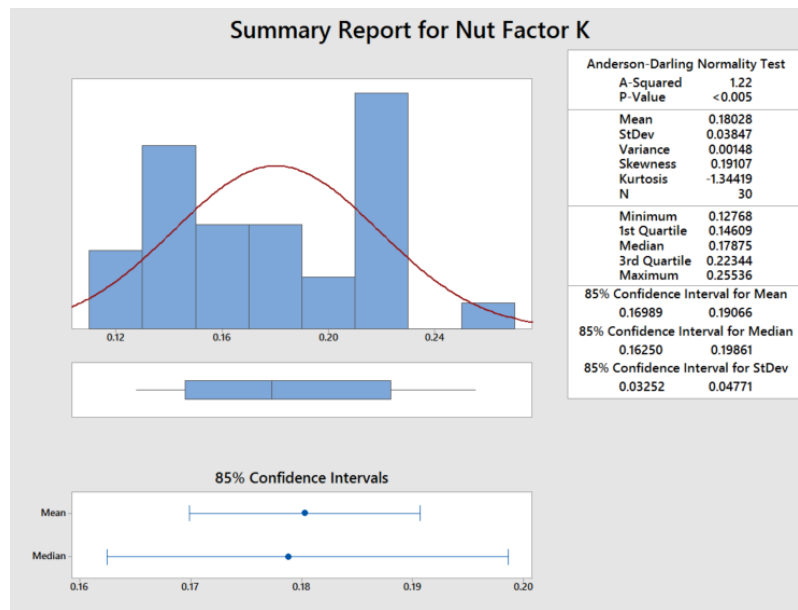 Summary Report for Nut Factor K
Anderson-Darling Normality Test
A-Squared 1.22
P-Value <0.005
Mean 0.18028
StDev 0.03847
Variance 0.00148
Skewness 0.19107
Kurtosis -1.34419
N 30
Minimum 0.12768
1st Quartile 0.14609
Median 0.17875
3rd Quartile 0.22344
Maximum 0.25536
85% Confidence Interval for Mean
0.16989 0.19066
85% Confidence Interval for Median
0.16250 0.19861
85% Confidence Interval for StDev
0.03252 0.04771
0.12 0.16 0.20 0.24
85% Confidence Intervals
Mean
Median
0.16 0.17 0.18 0.19 0.20